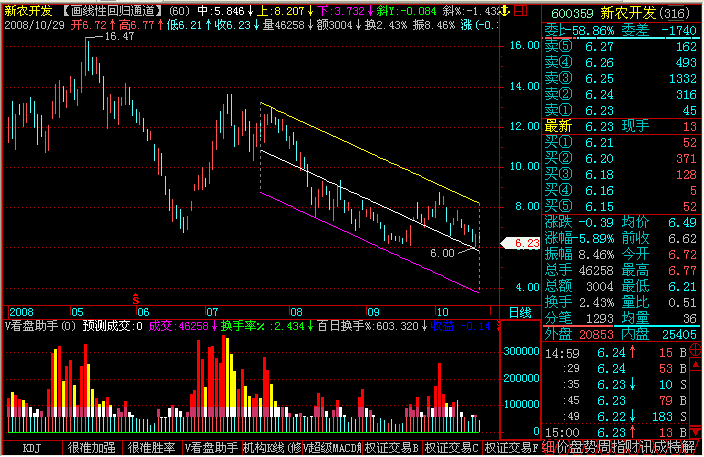 新农开发 【画线性回归通道】(60) 中:5.846↓上:8.207↓下:3.732↓斜Y:-0.084 斜%:-1.43
2008/10/29 开6.72↑高6.77↑低6.21↓收6.23↓量46258↓额3004↓换2.43% 振8.46% 涨(-0.
16.47
16.00
14.00
12.00
10.00
8.00
6.23
6.00
4.00
2008 05 06 07 08 09 10 日线
V看盘助手(0) 预测成交:0 成交:46258↓换手率%:2.434↓百日换手%:603.320↓收盘 -0.14
300000
200000
100000
0
KDJ 很准加强 很准胜率 V看盘助手 机构K线(修 V超级MACD 权证交易B 权证交易C 权证交易F
600359 新农开发(316)
委比-58.86% 委差 -1740
卖⑤ 6.27 162
卖④ 6.26 493
卖③ 6.25 1332
卖② 6.24 316
卖① 6.23 45
最新 6.23 现手 13
买① 6.21 52
买② 6.20 371
买③ 6.18 128
买④ 6.16 5
买⑤ 6.15 52
涨跌 -0.39 均价 6.49
涨幅-5.89% 前收 6.62
振幅 8.46% 今开 6.72
总手 46258 最高 6.77
总额 3004 最低 6.21
换手 2.43% 量比 0.51
分笔 1293 均量 36
外盘 20853 内盘 25405
14:59 6.24↑ 15 B
:29 6.24 53 B
:35 6.23↓ 10 S
:45 6.23 79 B
:49 6.22↓ 183 S
15:00 6.23↑ 13 B
细价盘势周指财讯成特解